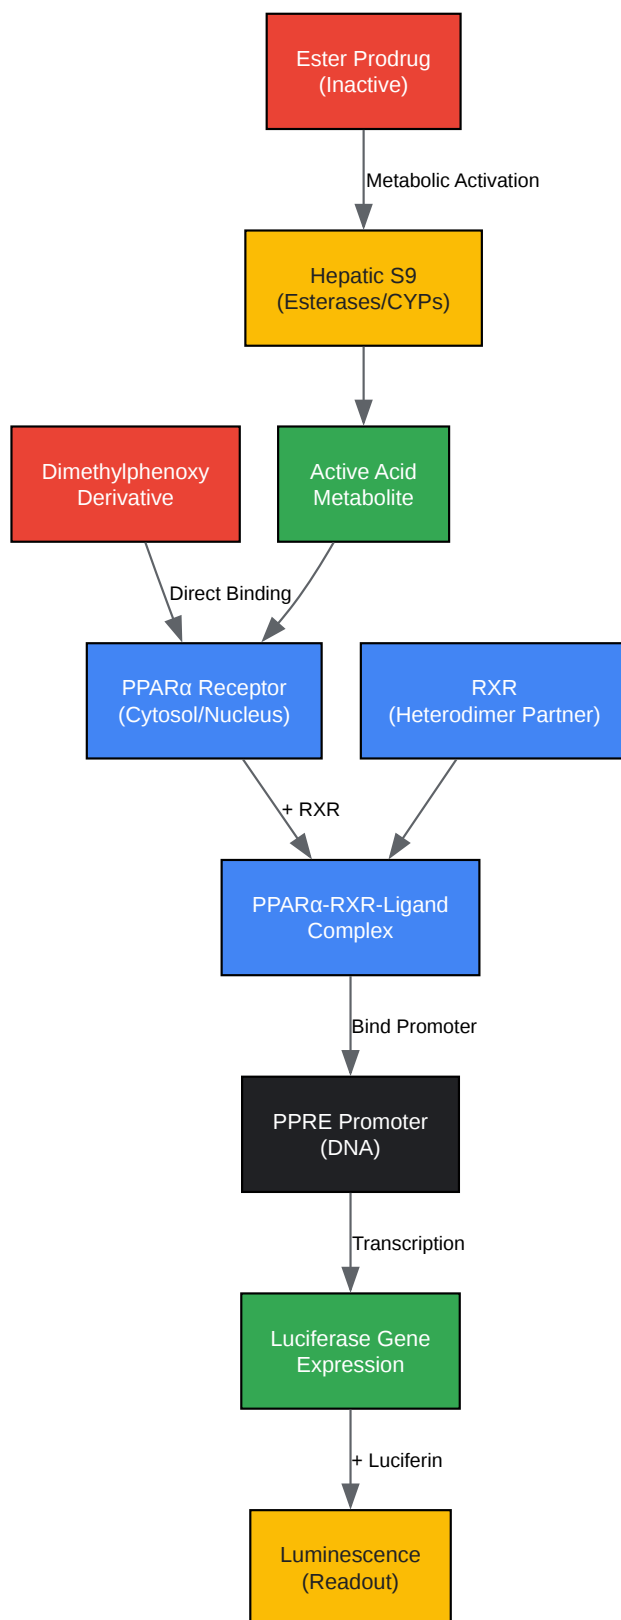 Ester Prodrug
(Inactive)
Metabolic Activation
Hepatic S9
(Esterases/CYPs)
Dimethylphenoxy
Derivative
Active Acid
Metabolite
Direct Binding
PPARα Receptor
(Cytosol/Nucleus)
RXR
(Heterodimer Partner)
+ RXR
PPARα-RXR-Ligand
Complex
Bind Promoter
PPRE Promoter
(DNA)
Transcription
Luciferase Gene
Expression
+ Luciferin
Luminescence
(Readout)